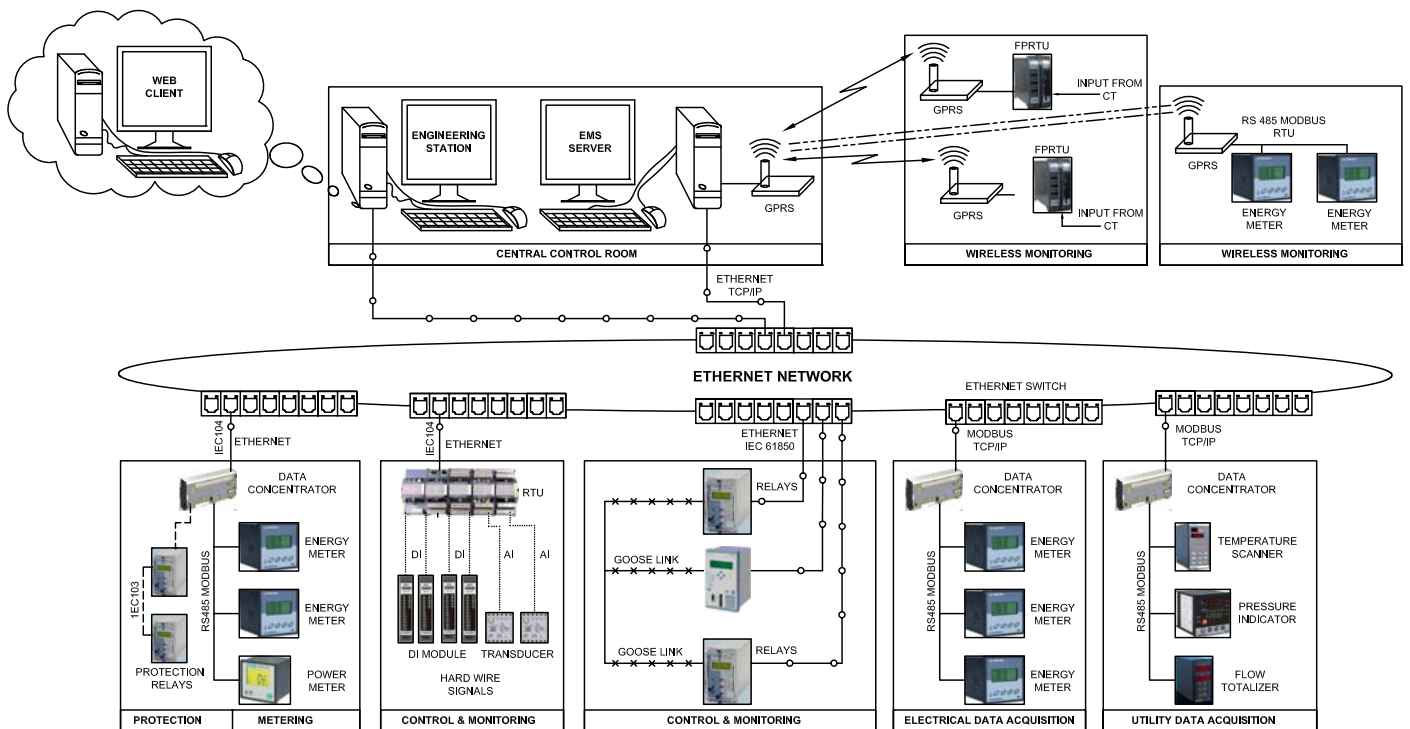 WEB
CLIENT
ENGINEERING
STATION
EMS
SERVER
GPRS
CENTRAL CONTROL ROOM
FPRTU
GPRS
INPUT FROM
CT
FPRTU
GPRS
INPUT FROM
CT
WIRELESS MONITORING
RS 485 MODBUS
RTU
GPRS
ENERGY
METER
ENERGY
METER
WIRELESS MONITORING
ETHERNET
TCP/IP
ETHERNET NETWORK
ETHERNET SWITCH
IEC104
ETHERNET
IEC104
ETHERNET
ETHERNET
IEC 61850
MODBUS
TCP/IP
MODBUS
TCP/IP
DATA
CONCENTRATOR
1EC103
RS485 MODBUS
ENERGY
METER
ENERGY
METER
PROTECTION
RELAYS
POWER
METER
PROTECTION
METERING
RTU
DI
DI
AI
AI
DI MODULE
TRANSDUCER
HARD WIRE
SIGNALS
CONTROL & MONITORING
RELAYS
GOOSE LINK
GOOSE LINK
RELAYS
CONTROL & MONITORING
DATA
CONCENTRATOR
RS485 MODBUS
ENERGY
METER
ENERGY
METER
ENERGY
METER
ELECTRICAL DATA ACQUISITION
DATA
CONCENTRATOR
RS485 MODBUS
TEMPERATURE
SCANNER
PRESSURE
INDICATOR
FLOW
TOTALIZER
UTILITY DATA ACQUISITION